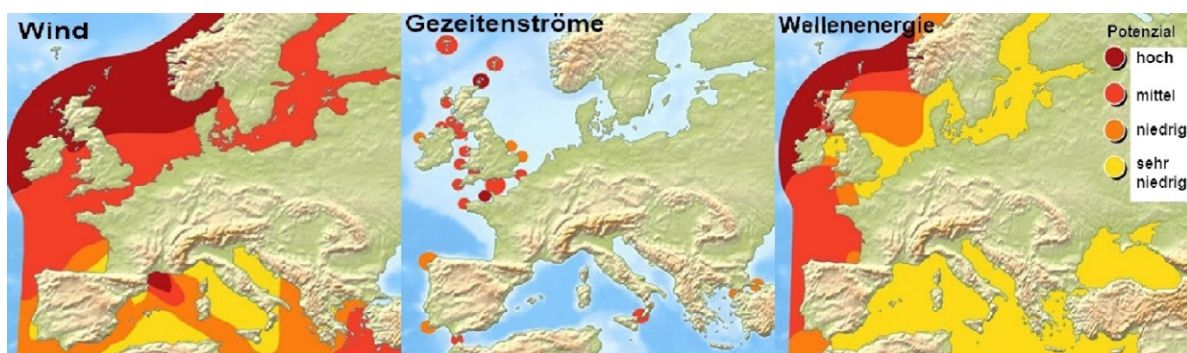 Wind
Gezeitenströme
Wellenenergie
Potenzial
hoch
mittel
niedrig
sehr
niedrig